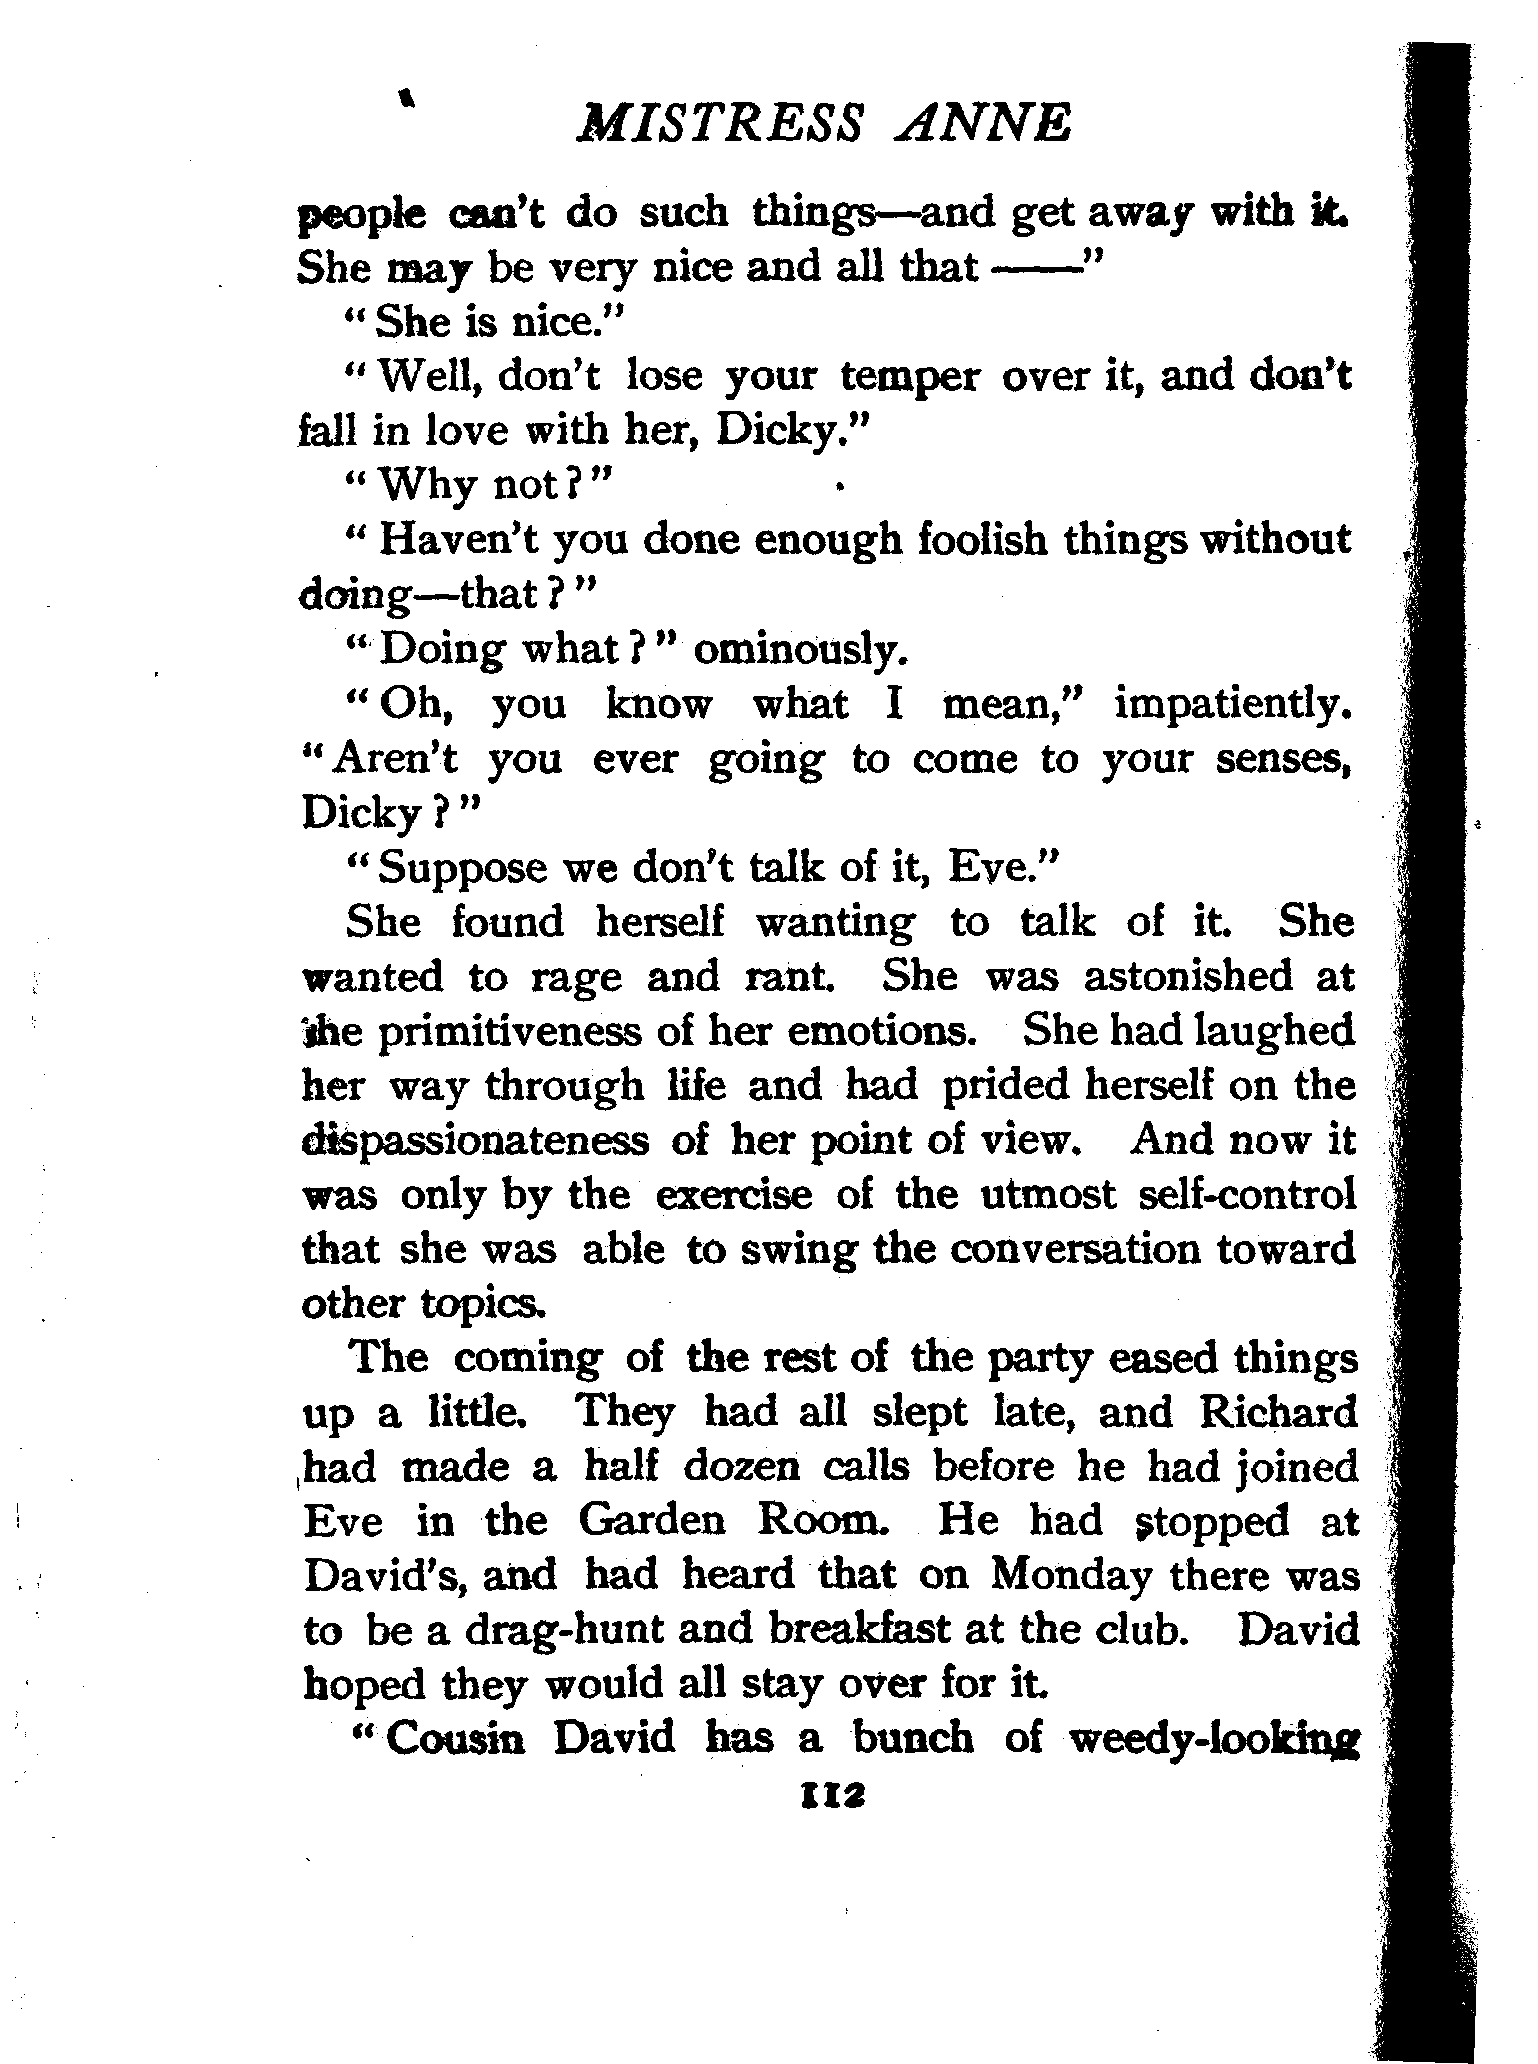 MISTRESS ANNE
people can't do such things—and get away with it.
She may be very nice and all that ——"
"She is nice."
"Well, don't lose your temper over it, and don't
fall in love with her, Dicky."
"Why not?"
"Haven't you done enough foolish things without
doing—that?"
"Doing what?" ominously.
"Oh, you know what I mean," impatiently.
"Aren't you ever going to come to your senses,
Dicky?"
"Suppose we don't talk of it, Eve."
She found herself wanting to talk of it. She
wanted to rage and rant. She was astonished at
the primitiveness of her emotions. She had laughed
her way through life and had prided herself on the
dispassionateness of her point of view. And now it
was only by the exercise of the utmost self-control
that she was able to swing the conversation toward
other topics.
The coming of the rest of the party eased things
up a little. They had all slept late, and Richard
had made a half dozen calls before he had joined
Eve in the Garden Room. He had stopped at
David's, and had heard that on Monday there was
to be a drag-hunt and breakfast at the club. David
hoped they would all stay over for it.
"Cousin David has a bunch of weedy-looking
112